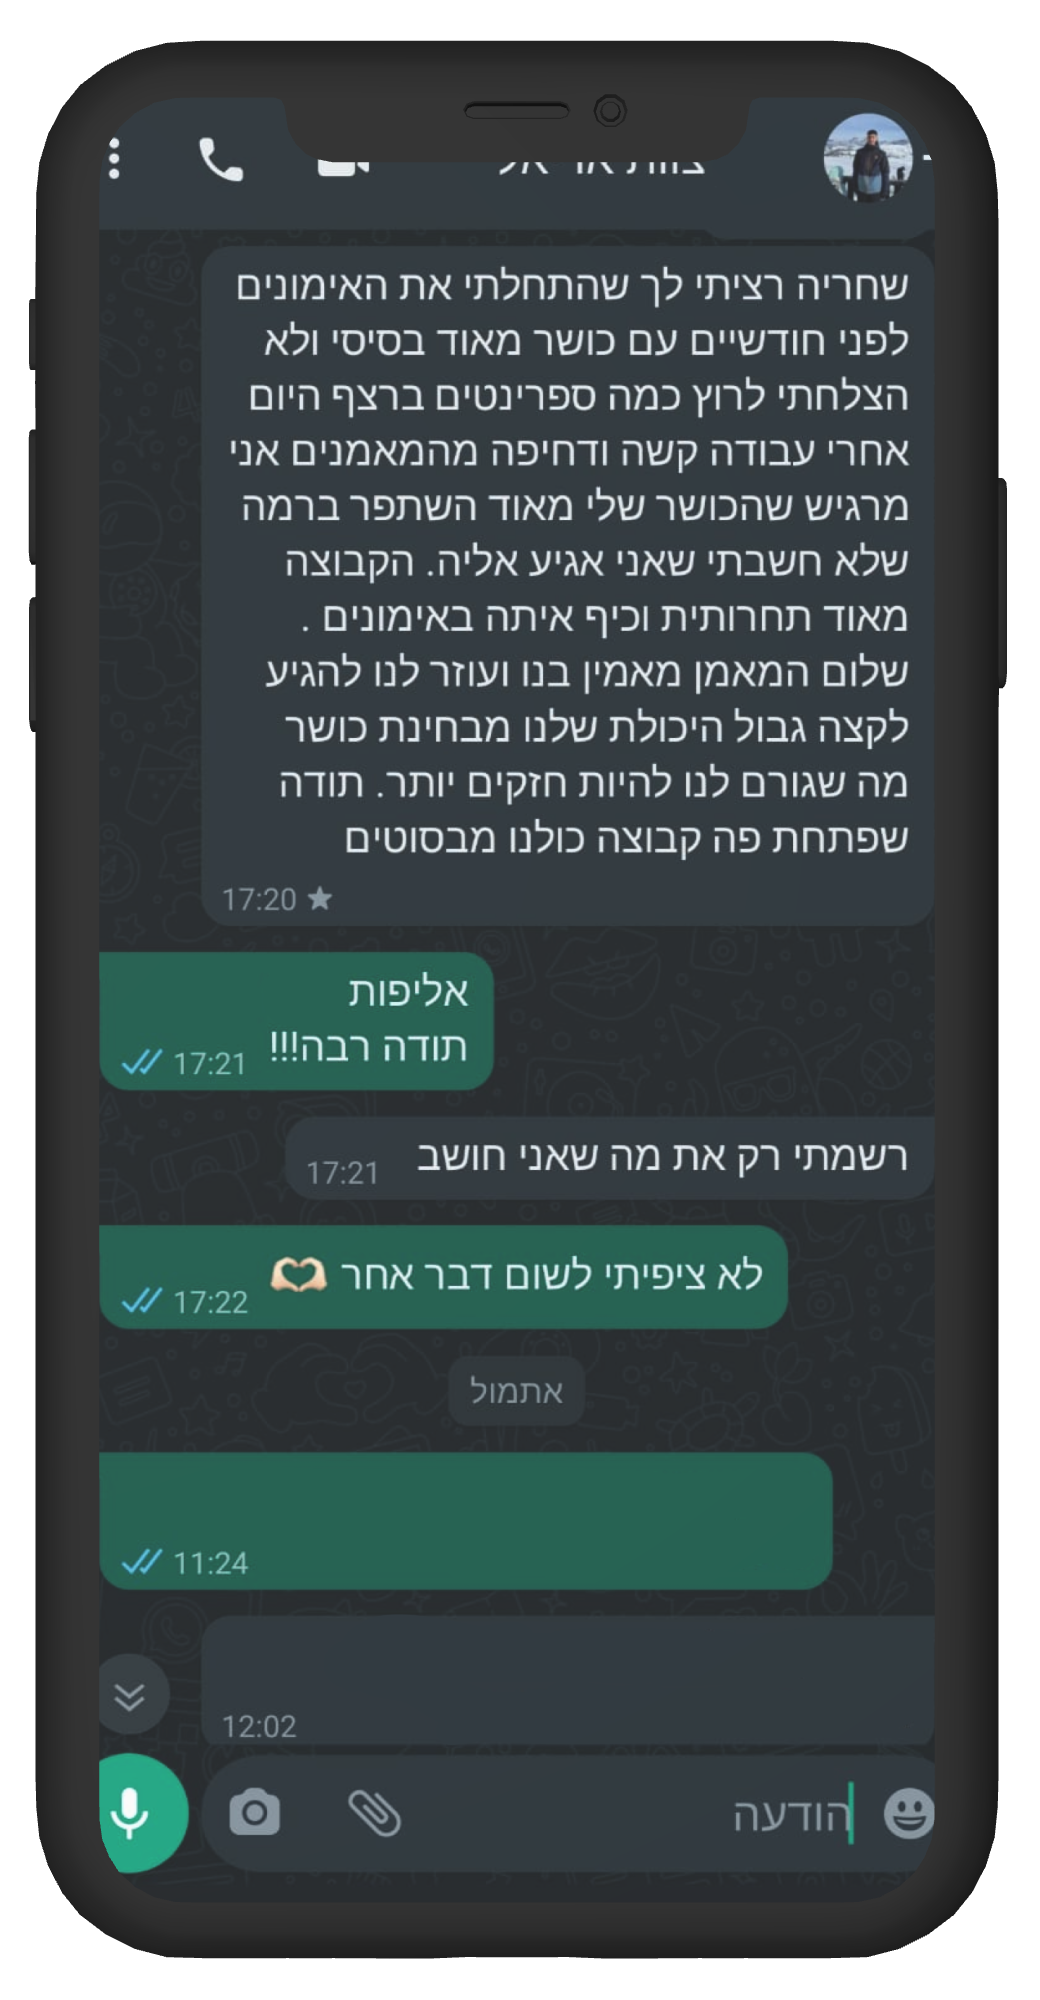 שחריה רציתי לך שהתחלתי את האימונים
לפני חודשיים עם כושר מאוד בסיסי ולא
הצלחתי לרוץ כמה ספרינטים ברצף היום
אחרי עבודה קשה ודחיפה מהמאמנים אני
מרגיש שהכושר שלי מאוד השתפר ברמה
שלא חשבתי שאני אגיע אליה. הקבוצה
מאוד תחרותית וכיף איתה באימונים .
שלום המאמן מאמין בנו ועוזר לנו להגיע
לקצה גבול היכולת שלנו מבחינת כושר
מה שגורם לנו להיות חזקים יותר. תודה
שפתחת פה קבוצה כולנו מבסוטים
17:20
אליפות
תודה רבה!!!
17:21
רשמתי רק את מה שאני חושב
17:21
לא ציפיתי לשום דבר אחר 🫶🏻
17:22
אתמול
11:24
12:02
הודעה